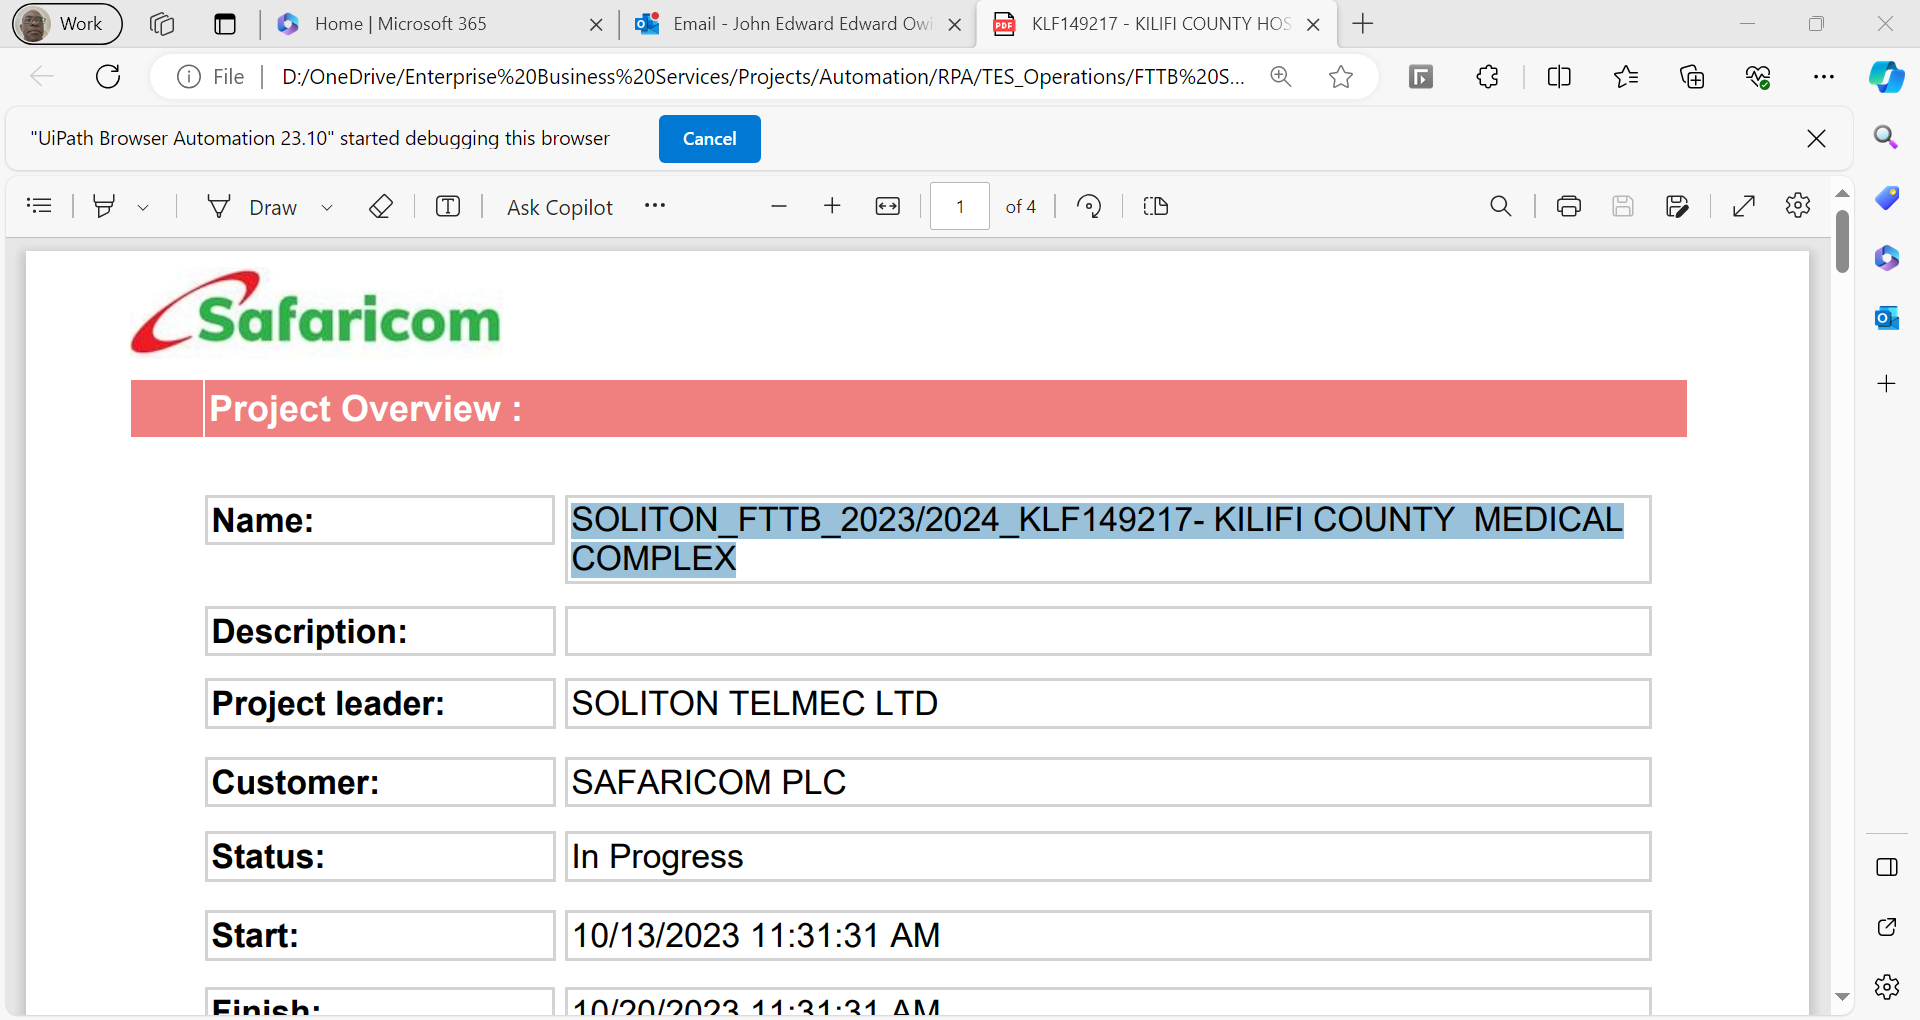 Work
Home | Microsoft 365
Email - John Edward Edward Owi
PDF
KLF149217 - KILIFI COUNTY HOS
File
D:/OneDrive/Enterprise%20Business%20Services/Projects/Automation/RPA/TES_Operations/FTTB%20S...
"UiPath Browser Automation 23.10" started debugging this browser
Cancel
Draw
Ask Copilot
1
of 4
Safaricom
Project Overview :
Name:
SOLITON_FTTB_2023/2024_KLF149217- KILIFI COUNTY  MEDICAL
COMPLEX
Description:
Project leader:
SOLITON TELMEC LTD
Customer:
SAFARICOM PLC
Status:
In Progress
Start:
10/13/2023 11:31:31 AM
Finish:
10/20/2023 11:31:31 AM